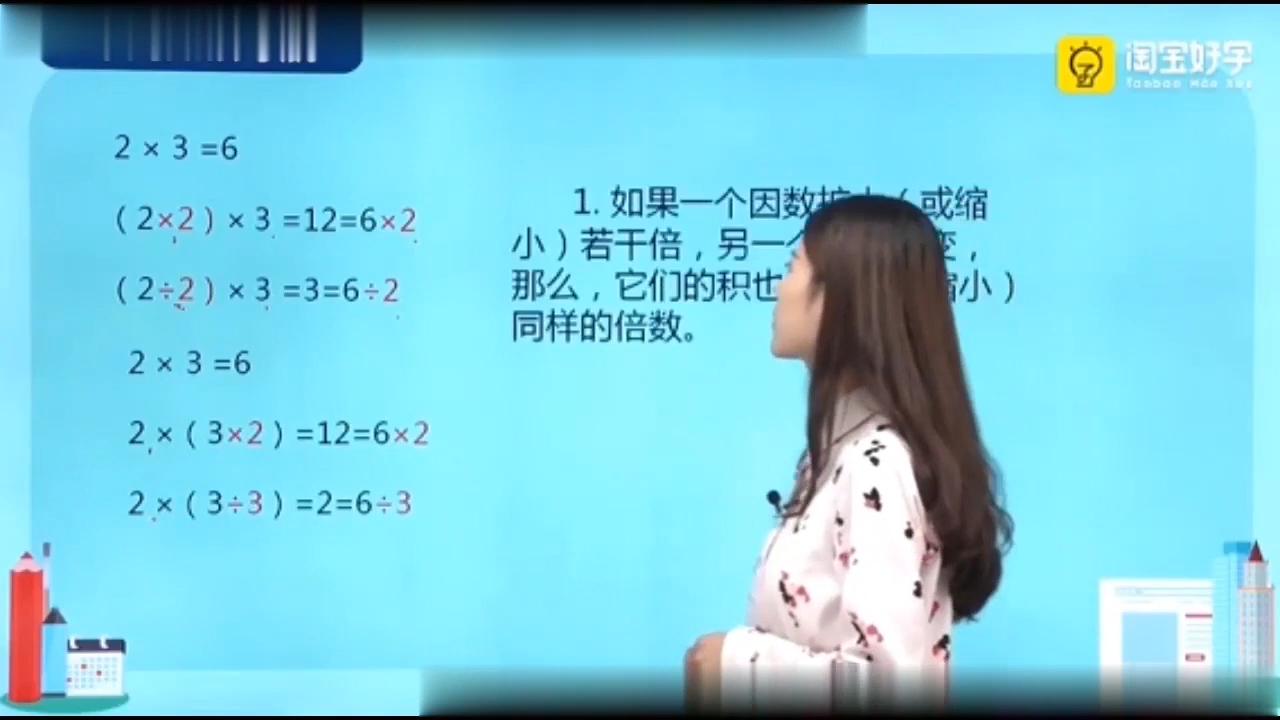 淘宝好学
2 × 3 =6
(2×2) × 3 =12=6×2
(2÷2) × 3 =3=6÷2
2 × 3 =6
2 ×(3×2)=12=6×2
2 ×(3÷3)=2=6÷3
1. 如果一个因数扩大(或缩
小)若干倍，另一个 变，
那么，它们的积也 缩小)
同样的倍数。